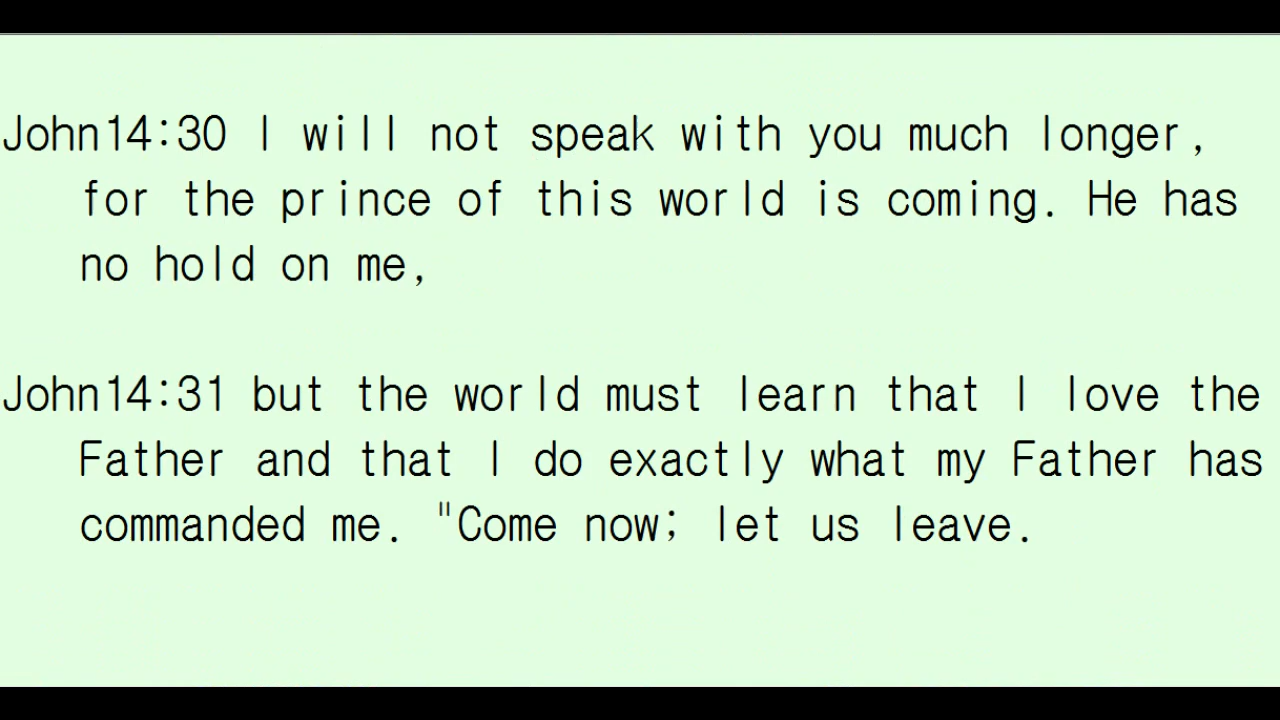 John14:30 I will not speak with you much longer,
for the prince of this world is coming. He has
no hold on me,
John14:31 but the world must learn that I love the
Father and that I do exactly what my Father has
commanded me. "Come now; let us leave.